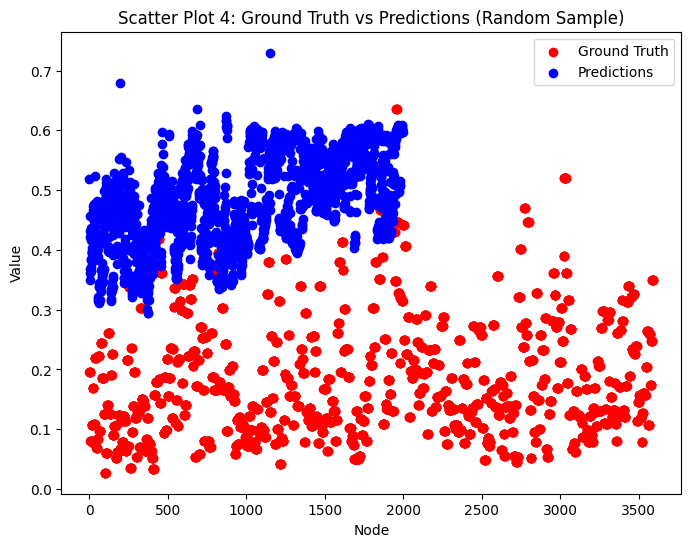 Scatter Plot 4: Ground Truth vs Predictions (Random Sample)
Ground Truth
Predictions
0.7
0.6
0.5
0.4
0.3
0.2
0.1
0.0
Value
0 500 1000 1500 2000 2500 3000 3500
Node